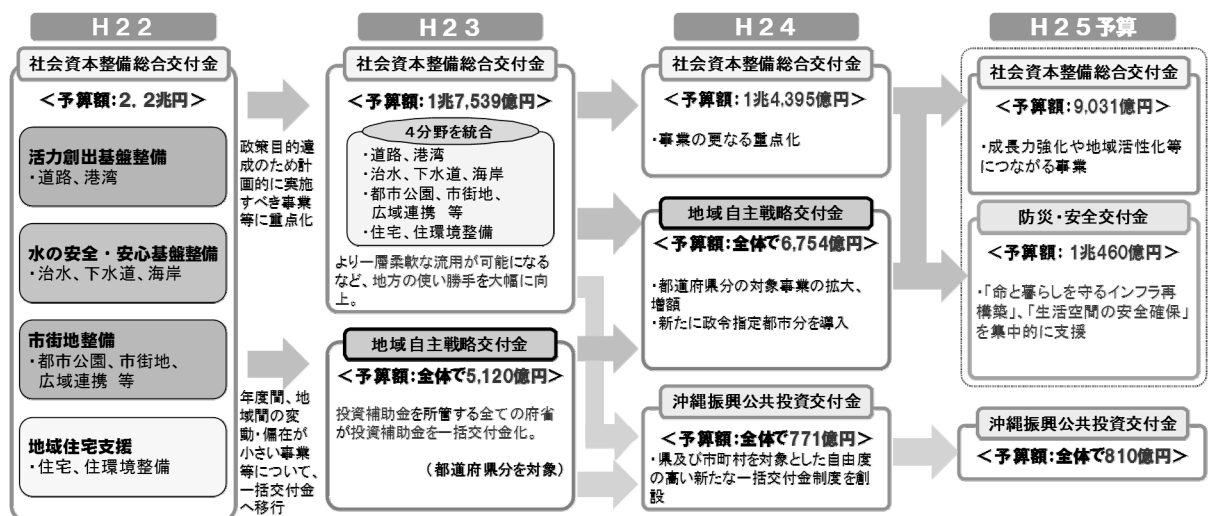 H22
社会資本整備総合交付金
＜予算額：2．2兆円＞
活力創出基盤整備
・道路、港湾
水の安全・安心基盤整備
・治水、下水道、海岸
市街地整備
・都市公園、市街地、
広域連携 等
地域住宅支援
・住宅、住環境整備
政策目的達
成のため計
画的に実施
すべき事業
等に重点化
年度間、地
域間の変
動・偏在が
小さい事業
等について、
一括交付金
へ移行
H23
社会資本整備総合交付金
＜予算額：1兆7,539億円＞
4分野を統合
・道路、港湾
・治水、下水道、海岸
・都市公園、市街地、
広域連携 等
・住宅、住環境整備
より一層柔軟な流用が可能になる
など、地方の使い勝手を大幅に向
上。
地域自主戦略交付金
＜予算額：全体で5,120億円＞
投資補助金を所管する全ての府省
が投資補助金を一括交付金化。
（都道府県分を対象）
H24
社会資本整備総合交付金
＜予算額：1兆4,395億円＞
・事業の更なる重点化
地域自主戦略交付金
＜予算額：全体で6,754億円＞
・都道府県分の対象事業の拡大、
増額
・新たに政令指定都市分を導入
沖縄振興公共投資交付金
＜予算額：全体で771億円＞
・県及び市町村を対象とした自由度
の高い新たな一括交付金制度を創
設
H25予算
社会資本整備総合交付金
＜予算額：9,031億円＞
・成長力強化や地域活性化等
につながる事業
防災・安全交付金
＜予算額： 1兆460億円＞
・「命と暮らしを守るインフラ再
構築」、「生活空間の安全確保」
を集中的に支援
沖縄振興公共投資交付金
＜予算額：全体で810億円＞